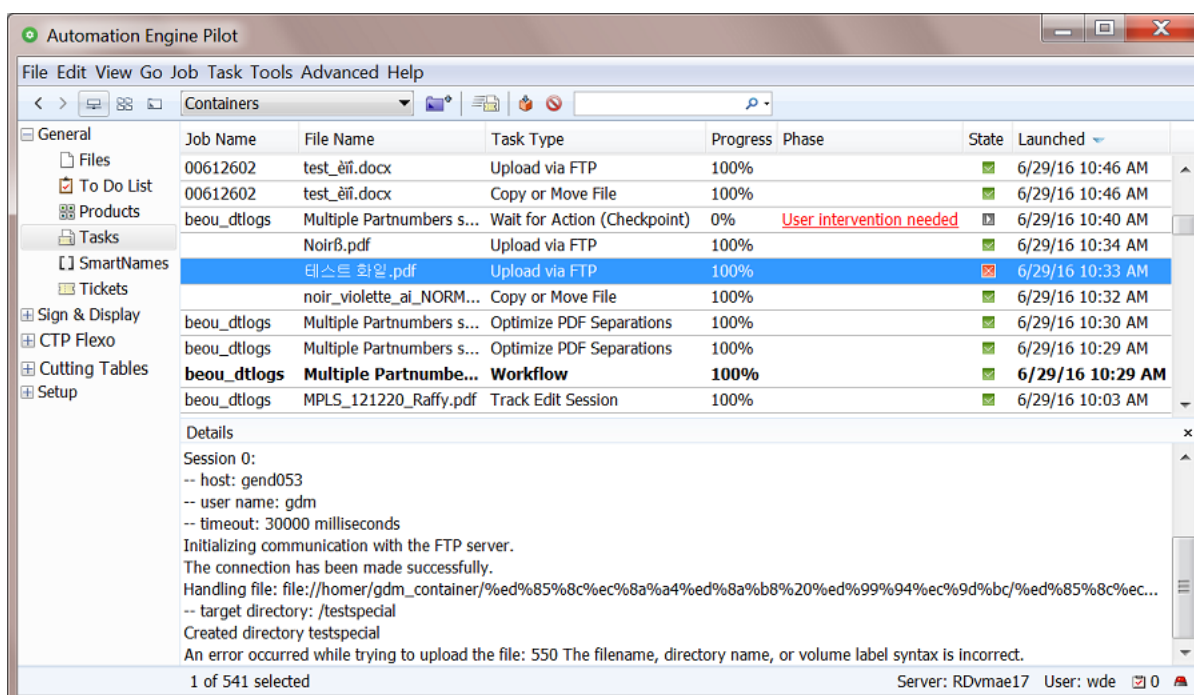 Automation Engine Pilot
File Edit View Go Job Task Tools Advanced Help
Containers
General
Files
To Do List
Products
Tasks
SmartNames
Tickets
Sign & Display
CTP Flexo
Cutting Tables
Setup
Job Name File Name Task Type Progress Phase State Launched
00612602 test_èïî.docx Upload via FTP 100% 6/29/16 10:46 AM
00612602 test_èïî.docx Copy or Move File 100% 6/29/16 10:46 AM
beou_dtlogs Multiple Partnumbers s... Wait for Action (Checkpoint) 0% User intervention needed 6/29/16 10:40 AM
Noirß.pdf Upload via FTP 100% 6/29/16 10:34 AM
테스트 화일.pdf Upload via FTP 100% 6/29/16 10:33 AM
noir_violette_ai_NORM... Copy or Move File 100% 6/29/16 10:32 AM
beou_dtlogs Multiple Partnumbers s... Optimize PDF Separations 100% 6/29/16 10:30 AM
beou_dtlogs Multiple Partnumbers s... Optimize PDF Separations 100% 6/29/16 10:29 AM
beou_dtlogs Multiple Partnumbe... Workflow 100% 6/29/16 10:29 AM
beou_dtlogs MPLS_121220_Raffy.pdf Track Edit Session 100% 6/29/16 10:03 AM
Details
Session 0:
-- host: gend053
-- user name: gdm
-- timeout: 30000 milliseconds
Initializing communication with the FTP server.
The connection has been made successfully.
Handling file: file://homer/gdm_container/%ed%85%8c%ec%8a%a4%ed%8a%b8%20%ed%99%94%ec%9d%bc/%ed%85%8c%ec...
-- target directory: /testspecial
Created directory testspecial
An error occurred while trying to upload the file: 550 The filename, directory name, or volume label syntax is incorrect.
1 of 541 selected Server: RDvmae17 User: wde 0